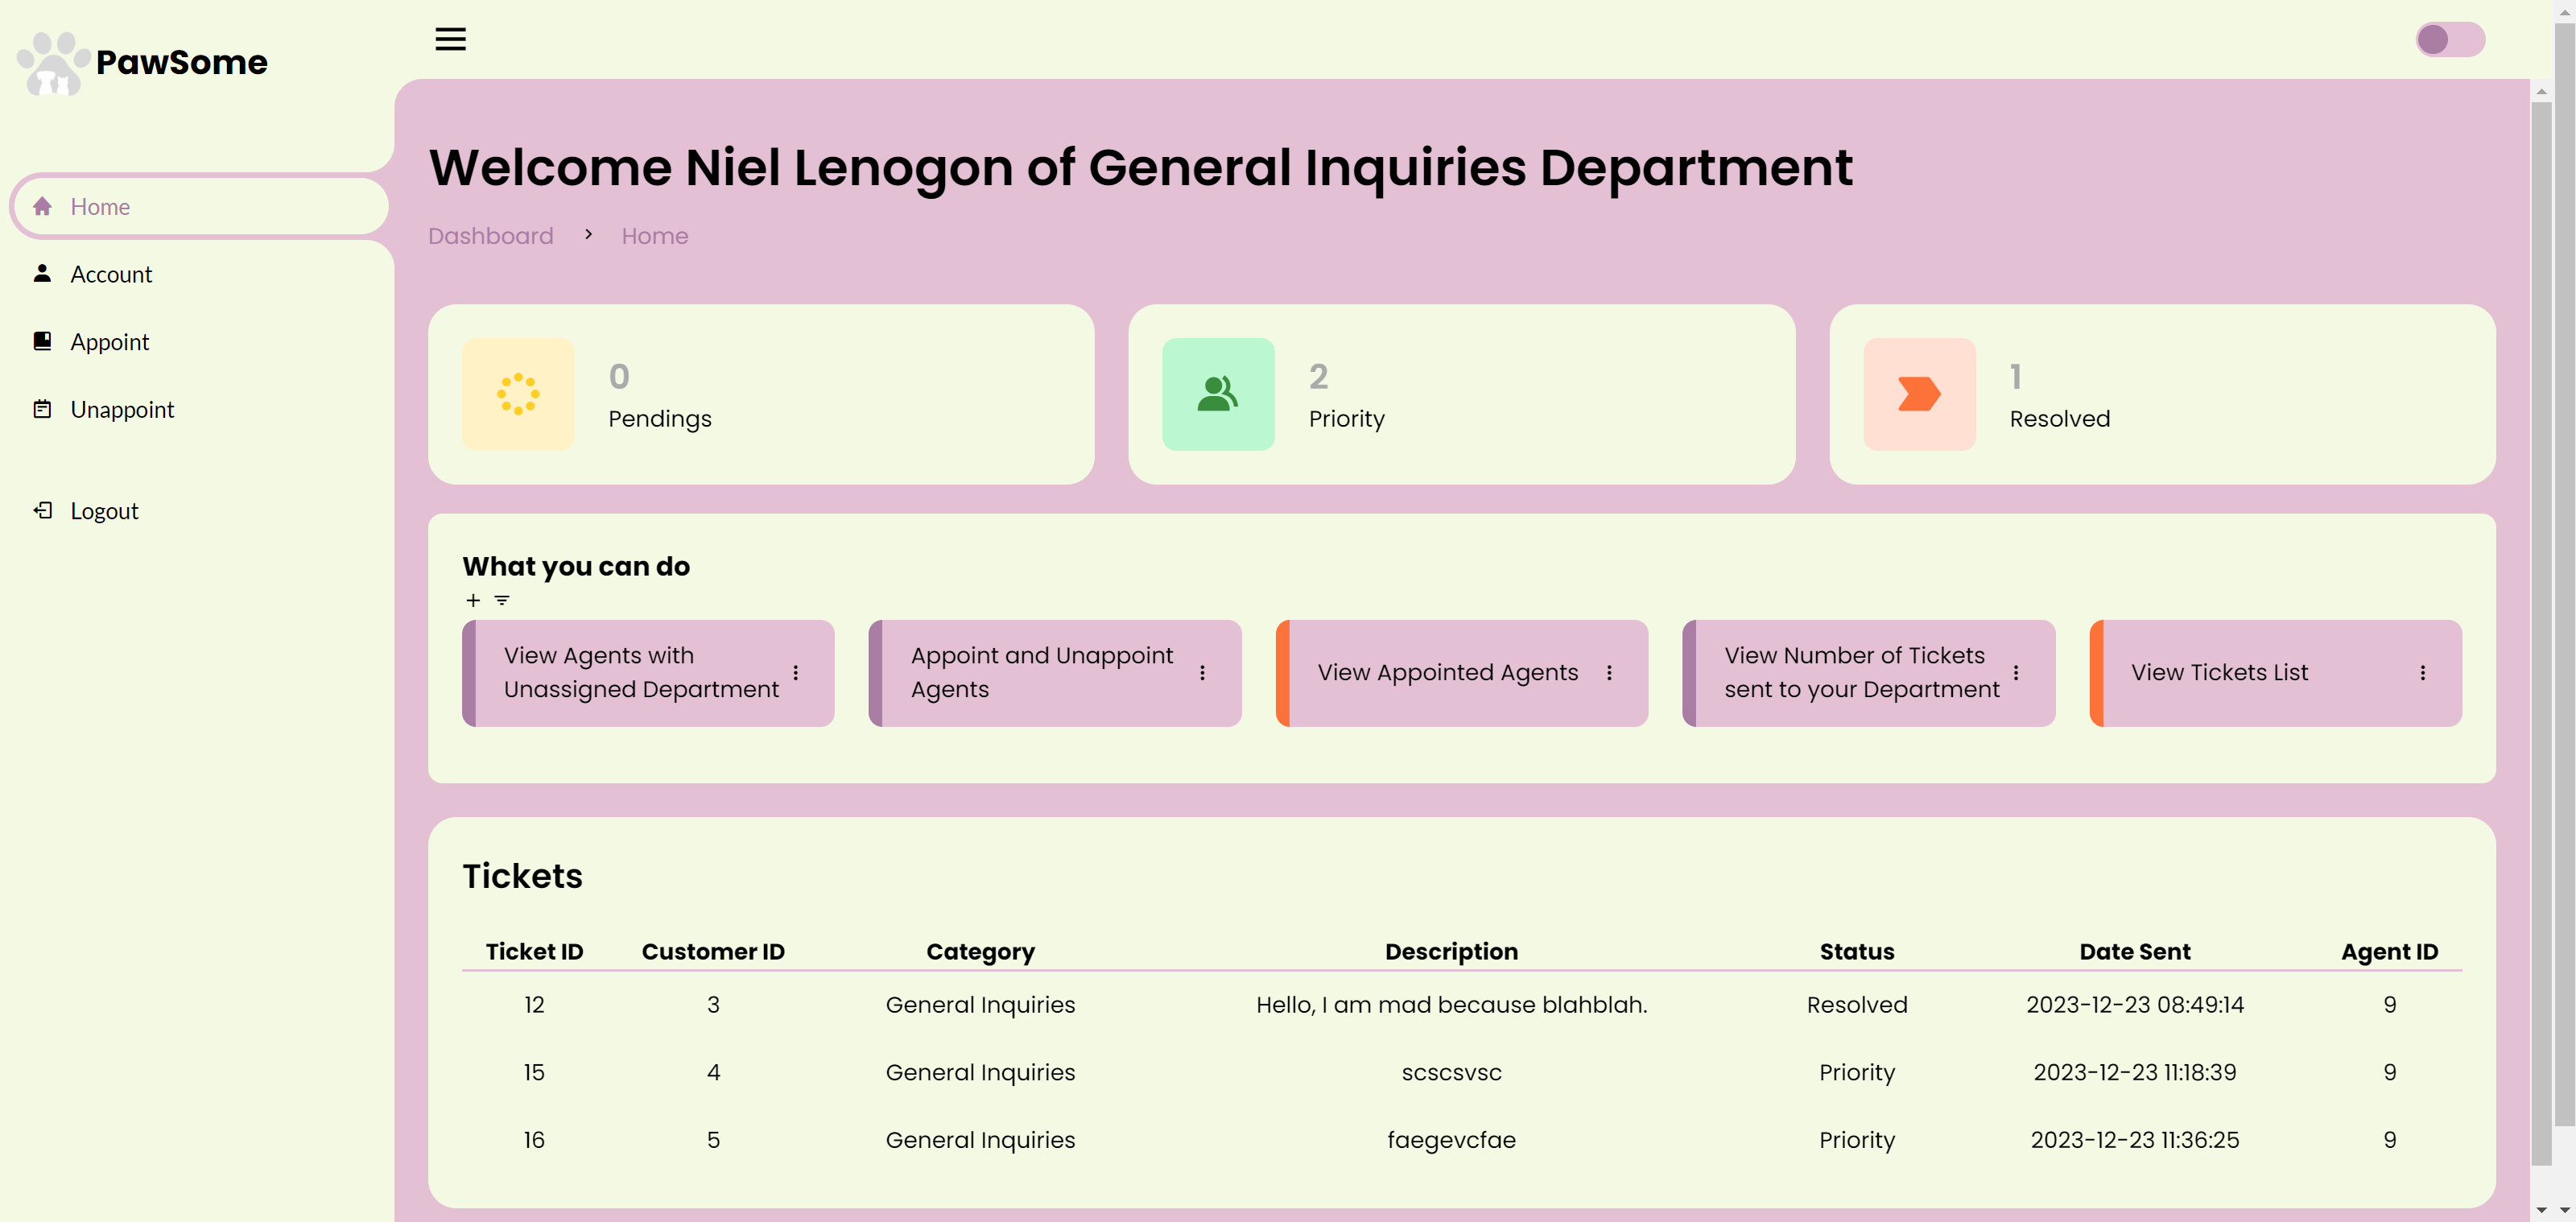 PawSome
Home
Account
Appoint
Unappoint
Logout
Welcome Niel Lenogon of General Inquiries Department
Dashboard > Home
0
Pendings
2
Priority
1
Resolved
What you can do
View Agents with
Unassigned Department
Appoint and Unappoint
Agents
View Appointed Agents
View Number of Tickets
sent to your Department
View Tickets List
Tickets
Ticket ID Customer ID Category Description Status Date Sent Agent ID
12 3 General Inquiries Hello, I am mad because blahblah. Resolved 2023-12-23 08:49:14 9
15 4 General Inquiries scscsvsc Priority 2023-12-23 11:18:39 9
16 5 General Inquiries faegevcfae Priority 2023-12-23 11:36:25 9